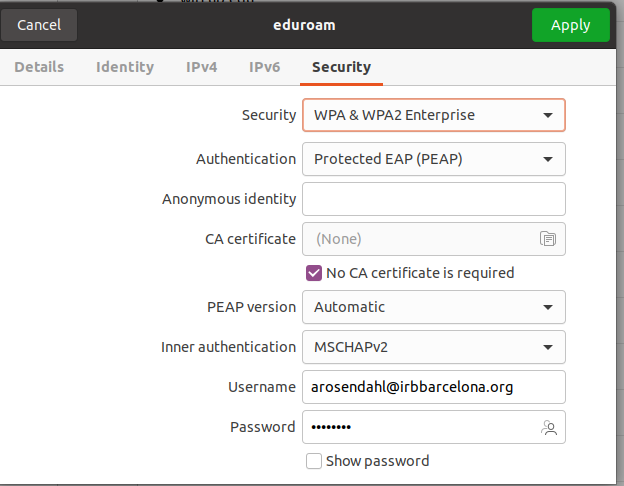 Cancel eduroam Apply
Details Identity IPv4 IPv6 Security
Security WPA & WPA2 Enterprise
Authentication Protected EAP (PEAP)
Anonymous identity
CA certificate (None)
No CA certificate is required
PEAP version Automatic
Inner authentication MSCHAPv2
Username arosendahl@irbbarcelona.org
Password ••••••••
Show password